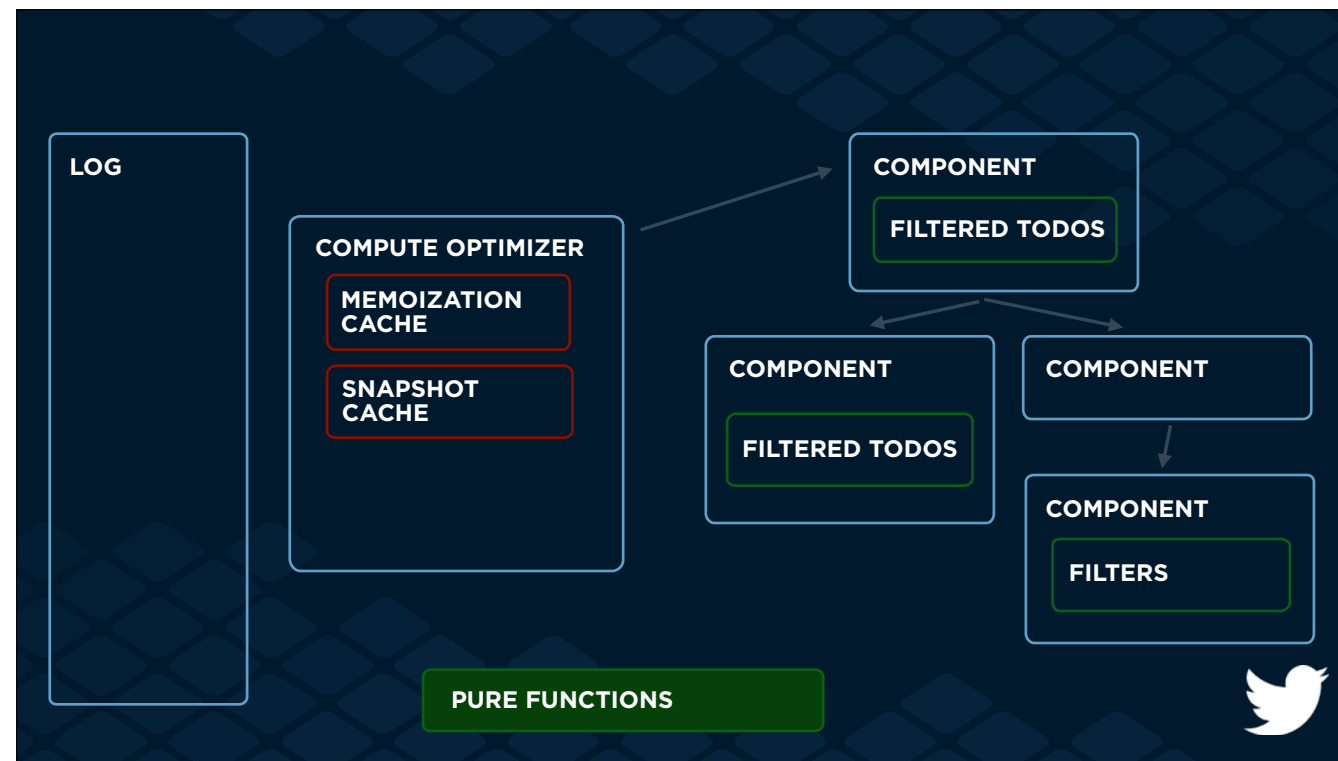 LOG
COMPUTE OPTIMIZER
MEMOIZATION
CACHE
SNAPSHOT
CACHE
COMPONENT
FILTERED TODOS
COMPONENT
FILTERED TODOS
COMPONENT
COMPONENT
FILTERS
PURE FUNCTIONS